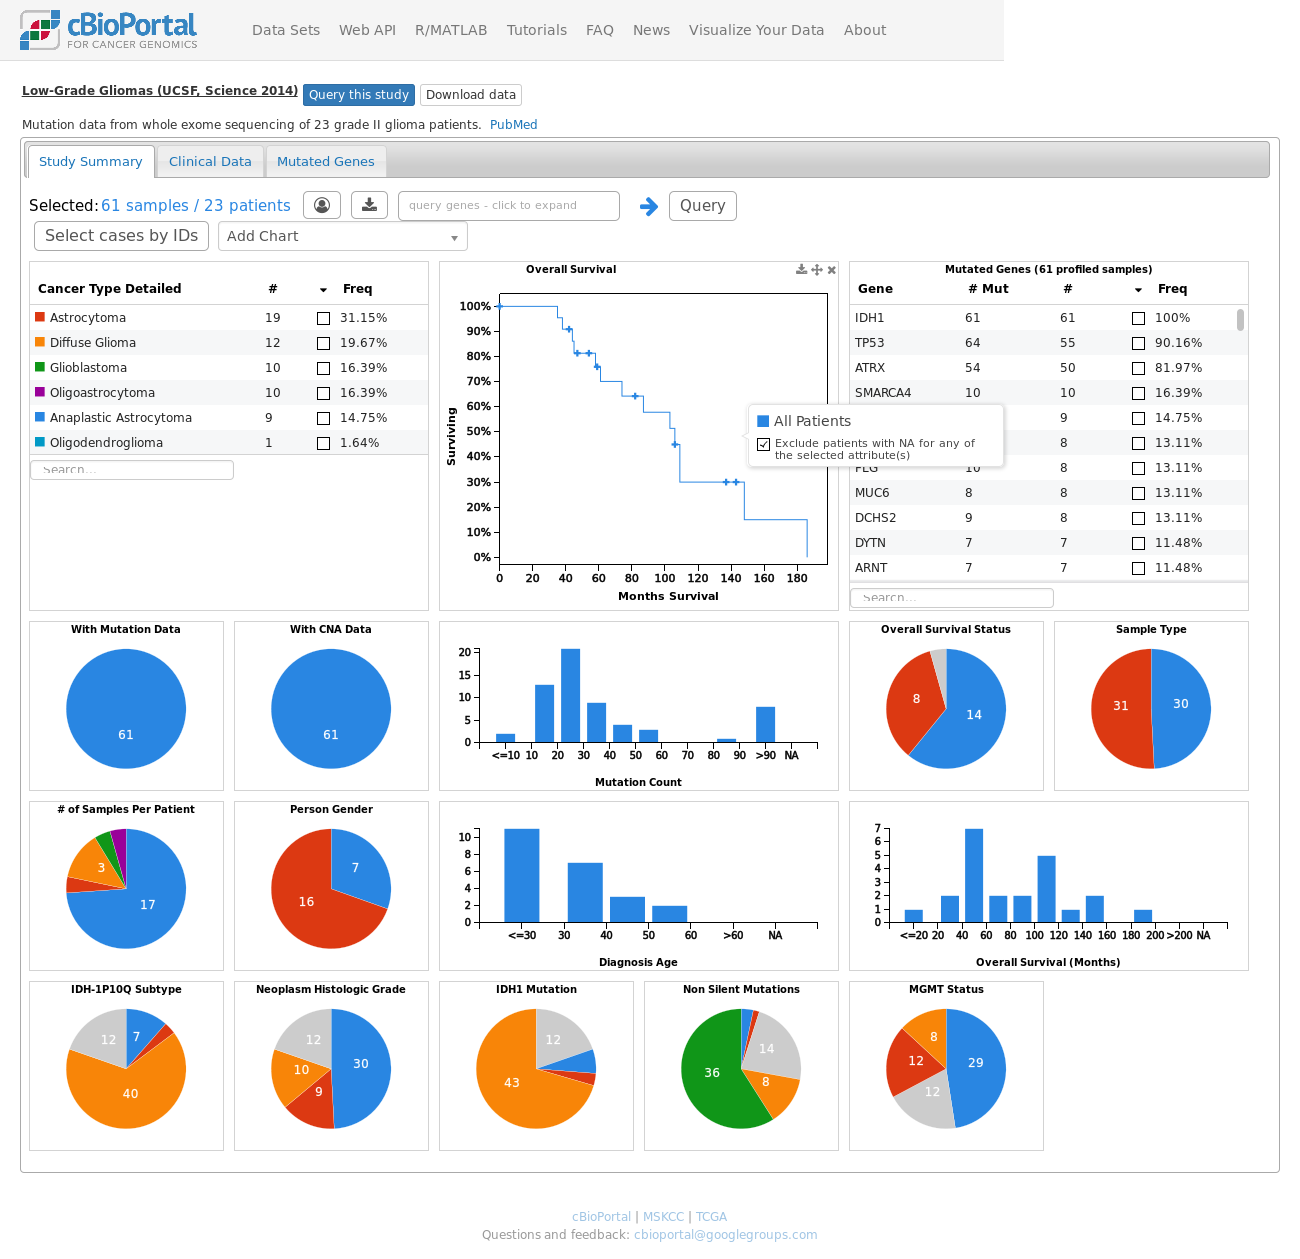 cBioPortal
FOR CANCER GENOMICS
Data Sets Web API R/MATLAB Tutorials FAQ News Visualize Your Data About
Low-Grade Gliomas (UCSF, Science 2014) Query this study Download data
Mutation data from whole exome sequencing of 23 grade II glioma patients. PubMed
Study Summary Clinical Data Mutated Genes
Selected: 61 samples / 23 patients query genes - click to expand Query
Select cases by IDs Add Chart
Cancer Type Detailed # Freq
Astrocytoma 19 31.15%
Diffuse Glioma 12 19.67%
Glioblastoma 10 16.39%
Oligoastrocytoma 10 16.39%
Anaplastic Astrocytoma 9 14.75%
Oligodendroglioma 1 1.64%
Search...
Overall Survival
100%
90%
80%
70%
60%
50%
40%
30%
20%
10%
0%
Surviving
0 20 40 60 80 100 120 140 160 180
Months Survival
All Patients
Exclude patients with NA for any of
the selected attribute(s)
Mutated Genes (61 profiled samples)
Gene # Mut # Freq
IDH1 61 61 100%
TP53 64 55 90.16%
ATRX 54 50 81.97%
SMARCA4 10 10 16.39%
9 14.75%
8 13.11%
10 8 13.11%
MUC6 8 8 13.11%
DCHS2 9 8 13.11%
DYTN 7 7 11.48%
ARNT 7 7 11.48%
Search...
With Mutation Data
61
With CNA Data
61
20
15
10
5
0
<=10 10 20 30 40 50 60 70 80 90 >90 NA
Mutation Count
Overall Survival Status
8
14
Sample Type
31
30
# of Samples Per Patient
3
17
Person Gender
7
16
10
8
6
4
2
0
<=30 30 40 50 60 >60 NA
Diagnosis Age
7
6
5
4
3
2
1
0
<=20 20 40 60 80 100 120 140 160 180 200 >200 NA
Overall Survival (Months)
IDH-1P10Q Subtype
12 7
40
Neoplasm Histologic Grade
12
30
10
9
IDH1 Mutation
12
43
Non Silent Mutations
14
36
8
MGMT Status
8
12
29
12
cBioPortal | MSKCC | TCGA
Questions and feedback: cbioportal@googlegroups.com